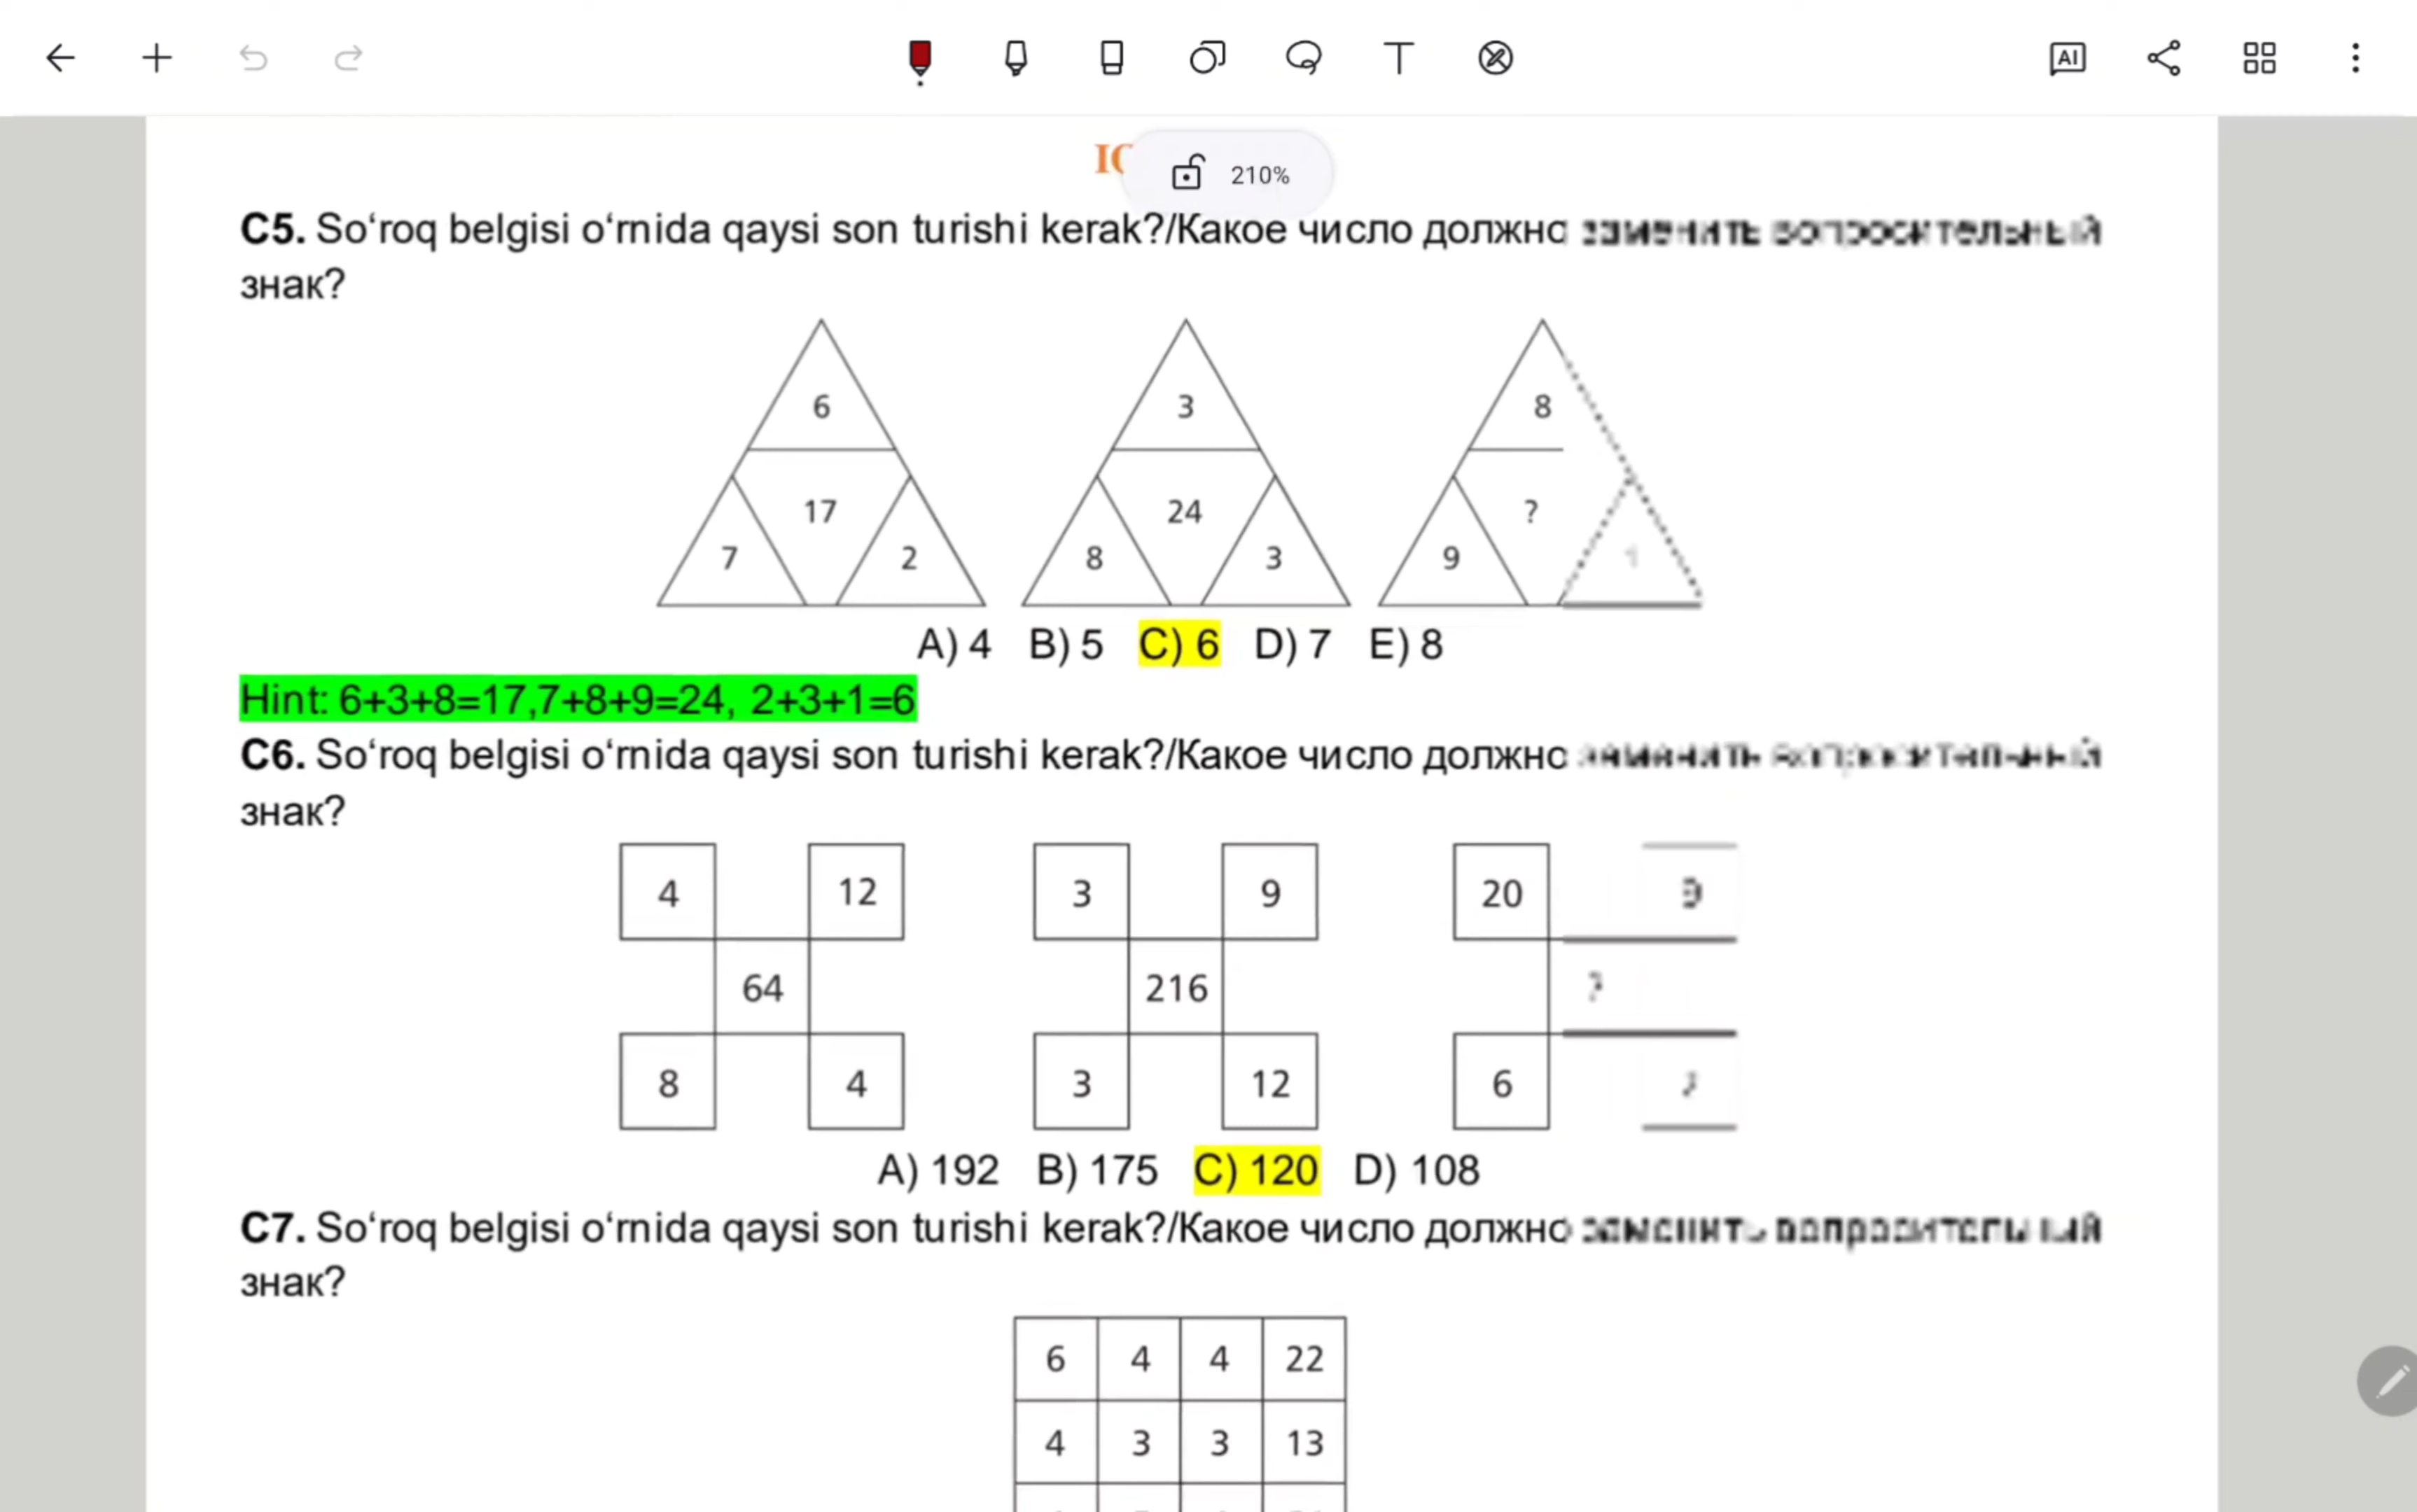 AI
210%
C5. So‘roq belgisi o‘rnida qaysi son turishi kerak?/Какое число должно заменить вопросительный
знак?
6 3 8
17 24 ?
7 2 8 3 9
A) 4 B) 5 C) 6 D) 7 E) 8
Hint: 6+3+8=17,7+8+9=24, 2+3+1=6
C6. So‘roq belgisi o‘rnida qaysi son turishi kerak?/Какое число должно
знак?
4 12 3 9 20
64 216
8 4 3 12 6
A) 192 B) 175 C) 120 D) 108
C7. So‘roq belgisi o‘rnida qaysi son turishi kerak?/Какое число должно
знак?
6 4 4 22
4 3 3 13